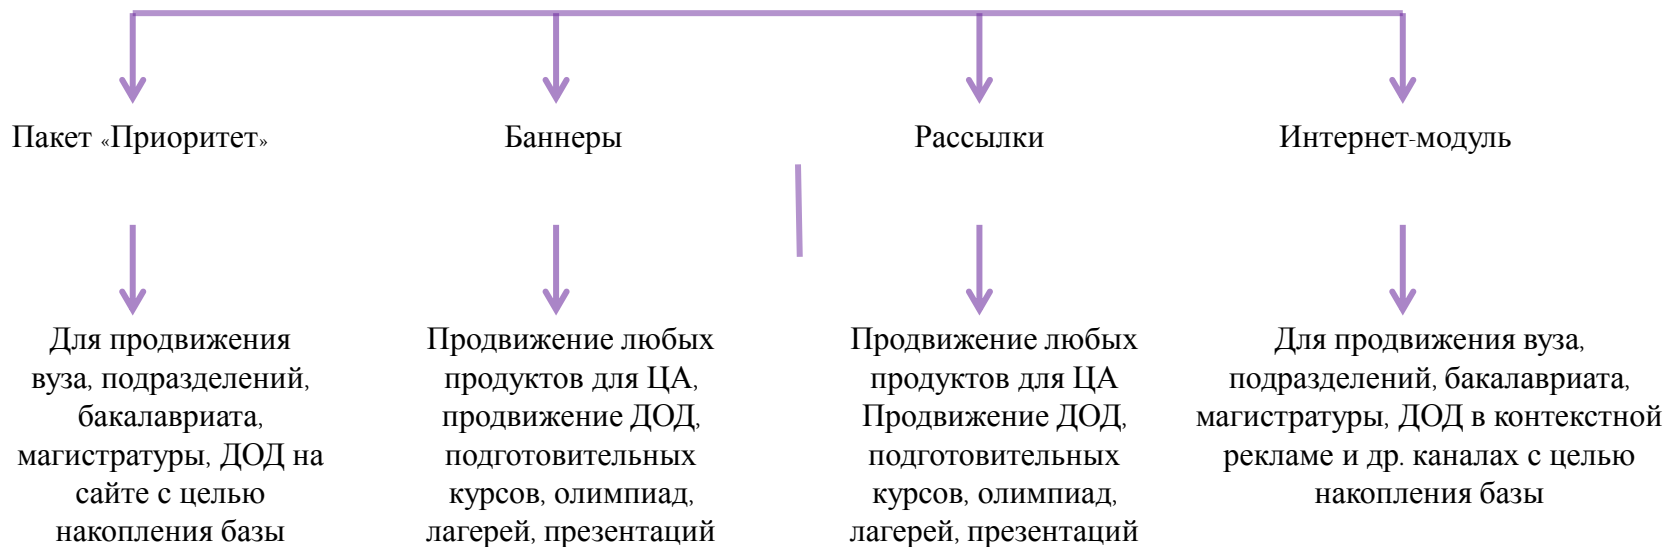 Пакет «Приоритет»
Баннеры
Рассылки
Интернет-модуль
Для продвижения
вуза, подразделений,
бакалавриата,
магистратуры, ДОД на
сайте с целью
накопления базы
Продвижение любых
продуктов для ЦА,
продвижение ДОД,
подготовительных
курсов, олимпиад,
лагерей, презентаций
Продвижение любых
продуктов для ЦА
Продвижение ДОД,
подготовительных
курсов, олимпиад,
лагерей, презентаций
Для продвижения вуза,
подразделений, бакалавриата,
магистратуры, ДОД в контекстной
рекламе и др. каналах с целью
накопления базы